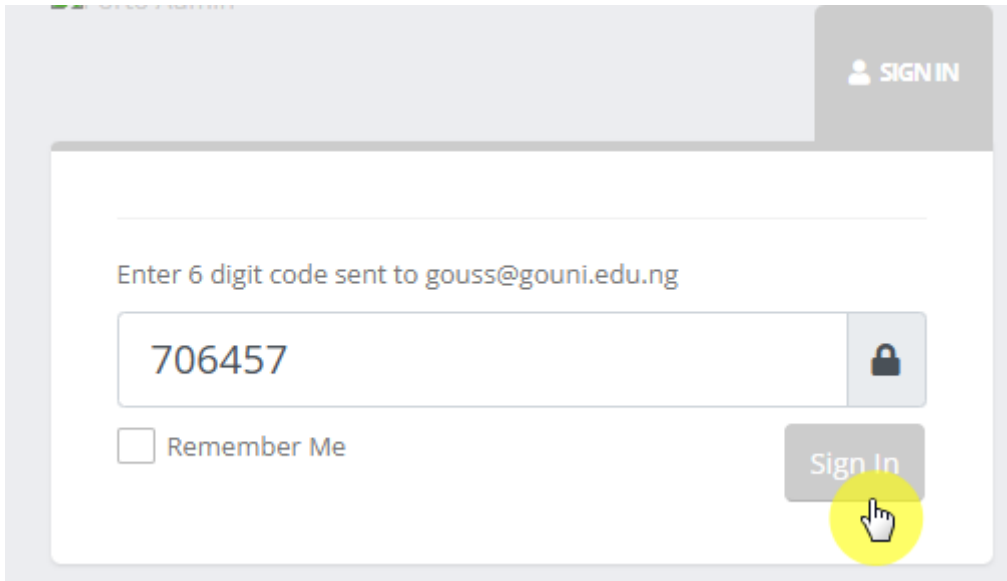 SIGN IN
Enter 6 digit code sent to gouss@gouni.edu.ng
706457
Remember Me
Sign In